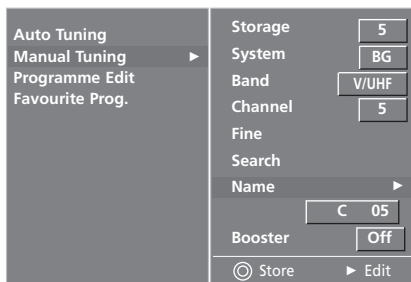 Auto Tuning
Manual Tuning ►
Programme Edit
Favourite Prog.
Storage 5
System BG
Band V/UHF
Channel 5
Fine
Search
Name ►
C 05
Booster Off
◎ Store ► Edit